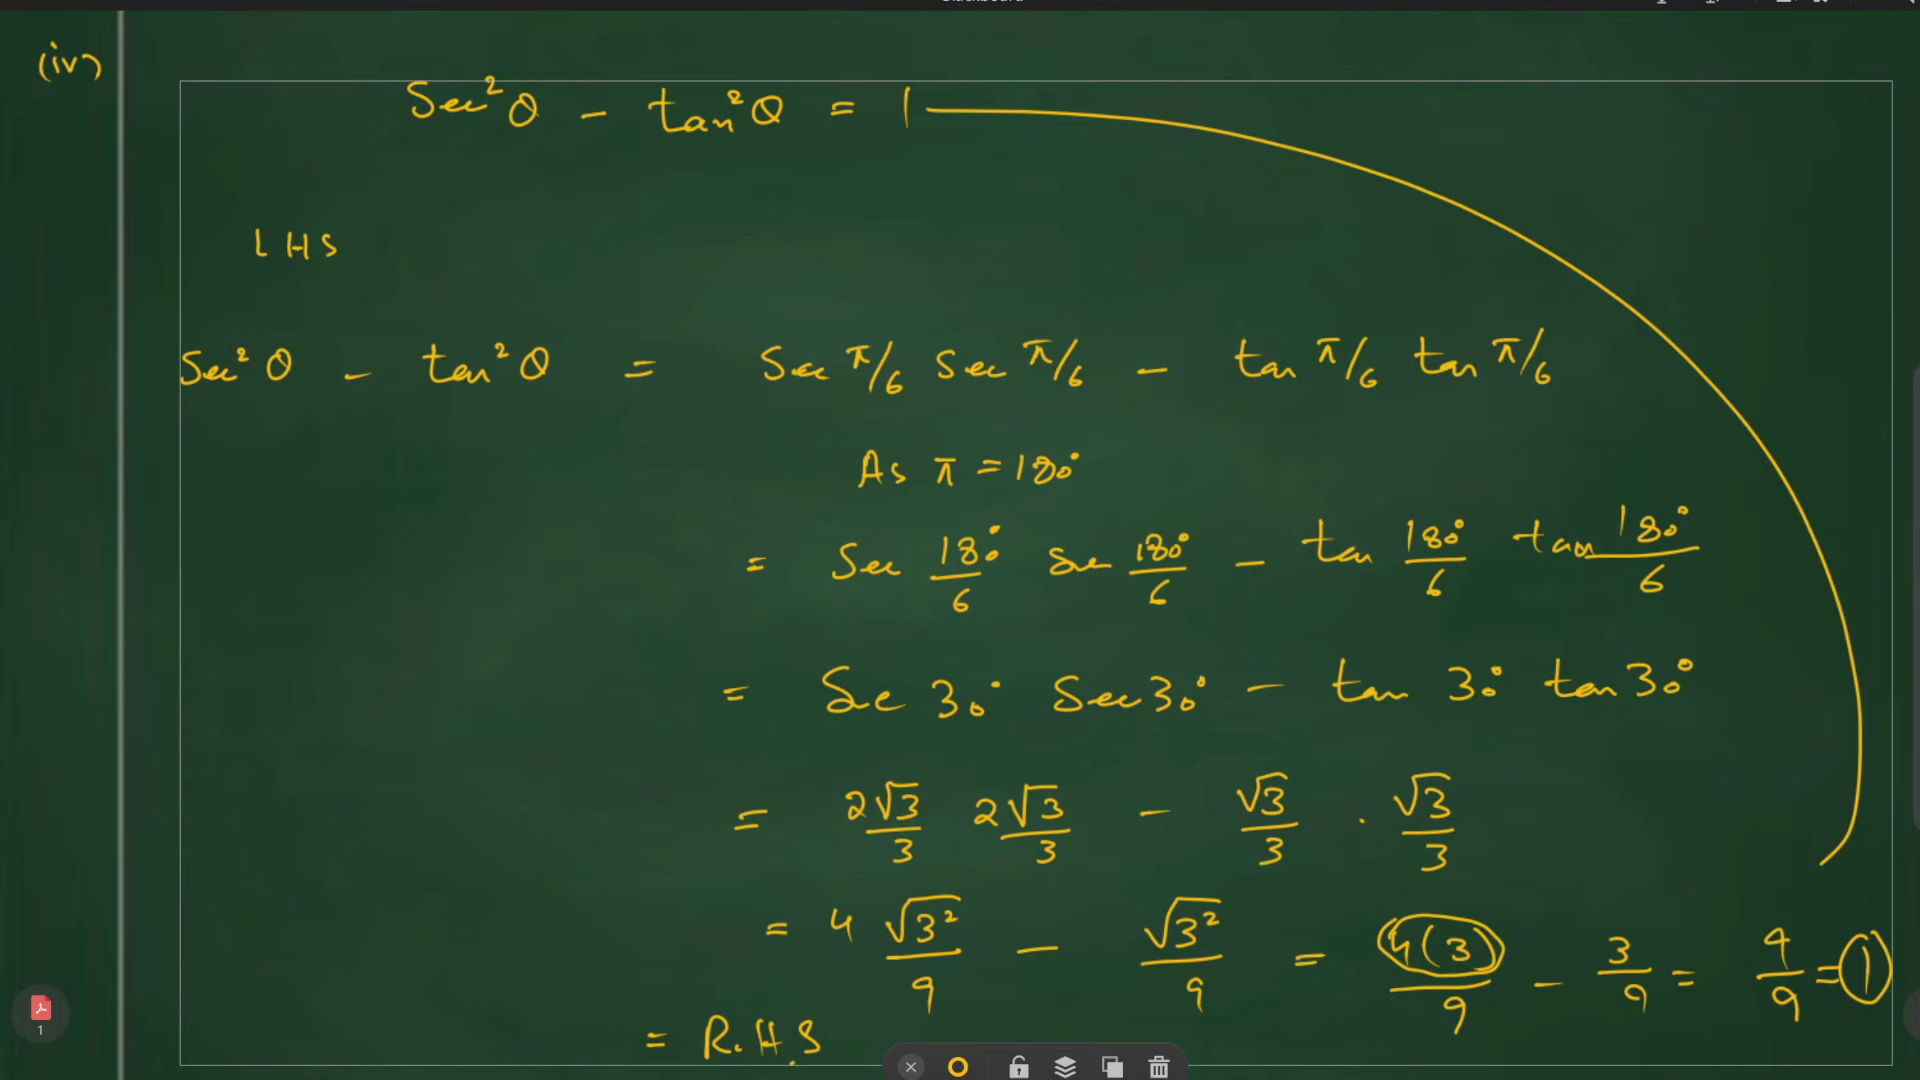 (iv)
Sec²θ - tan²θ = 1
LHS
Sec²θ - tan²θ = Sec π/6 Sec π/6 - tan π/6 tan π/6
As π = 180°
= Sec 180°/6 Sec 180°/6 - tan 180°/6 tan 180°/6
= Sec 30° Sec 30° - tan 30° tan 30°
= 2√3/3 2√3/3 - √3/3 . √3/3
= 4 √3²/9 - √3²/9 = 4(3)/9 - 3/9 = 9/9 = 1
= R.H.S
1